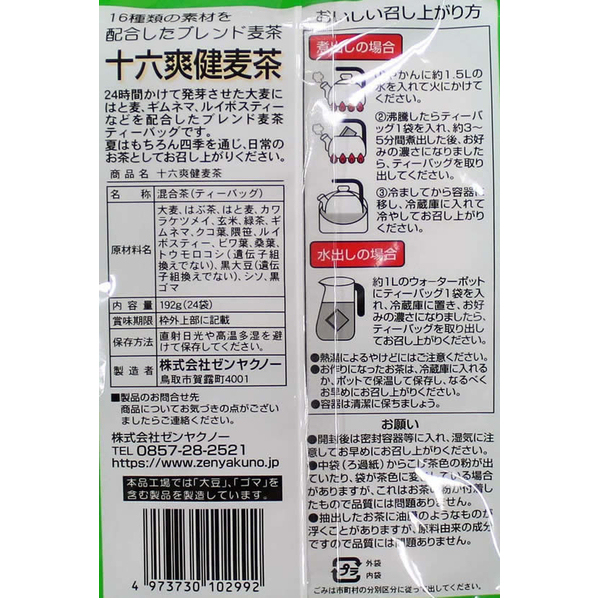 16種類の素材を
配合したブレンド麦茶
十六爽健麦茶
24時間かけて発芽させた大麦に
はと麦、ギムネマ、ルイボスティー
などを配合したブレンド麦茶
ティーバッグです。
夏はもちろん四季を通じ、日常の
お茶としてお召し上がりください。
商品名 十六爽健麦茶
名称 混合茶(ティーバッグ)
原材料名 大麦、はぶ茶、はと麦、カワ
ラケツメイ、玄米、緑茶、ギ
ムネマ、クコ葉、隈笹、ルイ
ボスティー、ビワ葉、桑葉、
トウモロコシ(遺伝子組
換えでない)、黒大豆(遺伝子
組換えでない)、シソ、黒
ゴマ
内容量 192g(24袋)
賞味期限 枠外上部に記載
保存方法 直射日光や高温多湿を避
けて保存してください。
製造者 株式会社ゼンヤクノー
鳥取市賀露町4001
■製品のお問合せ先
商品についてお気づきの点がござい
ましたらご連絡ください。
株式会社ゼンヤクノー
TEL 0857-28-2521
https://www.zenyakuno.jp
本品工場では「大豆」、「ゴマ」を
含む製品を製造しています。
4 973730 102992
おいしい召し上がり方
煮出しの場合
やかんに約1.5Lの
水を入れて火にかけて
ください。
②沸騰したらティーバッ
グ1袋を入れ、約3〜
5分間煮出した後、お好
みの濃さになりました
ら、ティーバッグを取り
出してください。
③冷ましてから容器に
移し、冷蔵庫に入れて
冷やしてお召し上がり
ください。
水出しの場合
約1Lのウォーターポット
にティーバッグ1袋を入
れ、冷蔵庫に置き、お好
みの濃さになりましたら、
ティーバッグを取り出し
てください。
●熱湯によるやけどにはご注意ください。
●お作りになったお茶は、冷蔵庫に入れる
か、ポットで保温して保存し、なるべく
お早めにお召し上がりください。
●容器は清潔に保ちましょう。
お願い
●開封後は密封容器等に入れ、湿気に注
意してお早めにお召し上がりください。
●中袋(ろ過紙)からこげ茶色の粉が出
ていたり、袋が茶色に変色している場合
がありますが、これはお茶の粉が付着し
たもので品質には問題ありません。
●抽出したお茶に油膜のようなものが
浮くことがありますが、原料由来の成分
ですので品質には問題ありません。
プラ
外袋
内袋
ごみは市町村の分別区分に従って出してください。